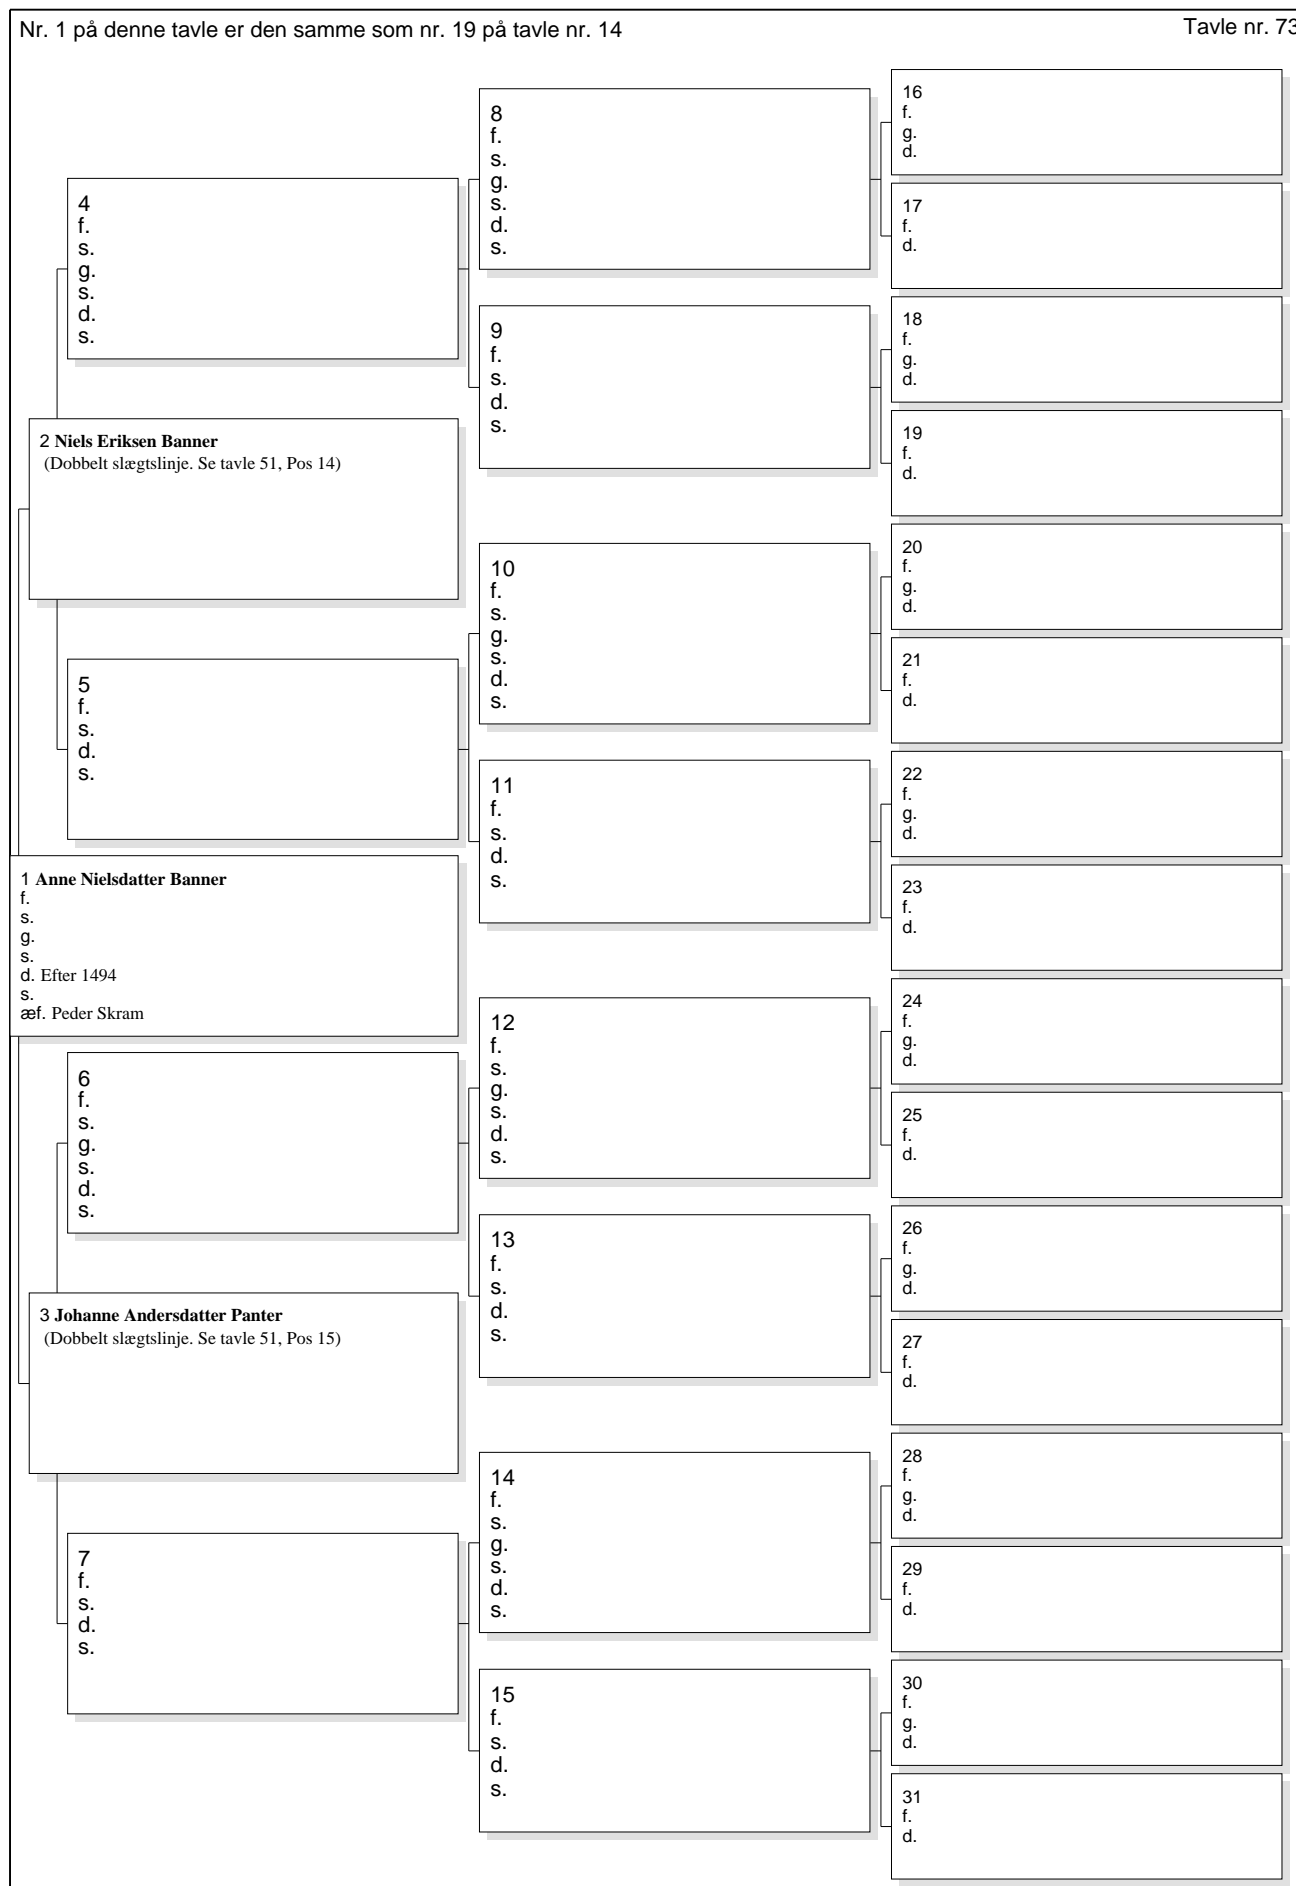 Nr. 1 på denne tavle er den samme som nr. 19 på tavle nr. 14
Tavle nr. 73
1 Anne Nielsdatter Banner
f.
s.
g.
s.
d. Efter 1494
s.
æf. Peder Skram
2 Niels Eriksen Banner
(Dobbelt slægtslinje. Se tavle 51, Pos 14)
3 Johanne Andersdatter Panter
(Dobbelt slægtslinje. Se tavle 51, Pos 15)
4
f.
s.
g.
s.
d.
s.
5
f.
s.
d.
s.
6
f.
s.
g.
s.
d.
s.
7
f.
s.
d.
s.
8
f.
s.
g.
s.
d.
s.
9
f.
s.
d.
s.
10
f.
s.
g.
s.
d.
s.
11
f.
s.
d.
s.
12
f.
s.
g.
s.
d.
s.
13
f.
s.
d.
s.
14
f.
s.
g.
s.
d.
s.
15
f.
s.
d.
s.
16
f.
g.
d.
17
f.
d.
18
f.
g.
d.
19
f.
d.
20
f.
g.
d.
21
f.
d.
22
f.
g.
d.
23
f.
d.
24
f.
g.
d.
25
f.
d.
26
f.
g.
d.
27
f.
d.
28
f.
g.
d.
29
f.
d.
30
f.
g.
d.
31
f.
d.